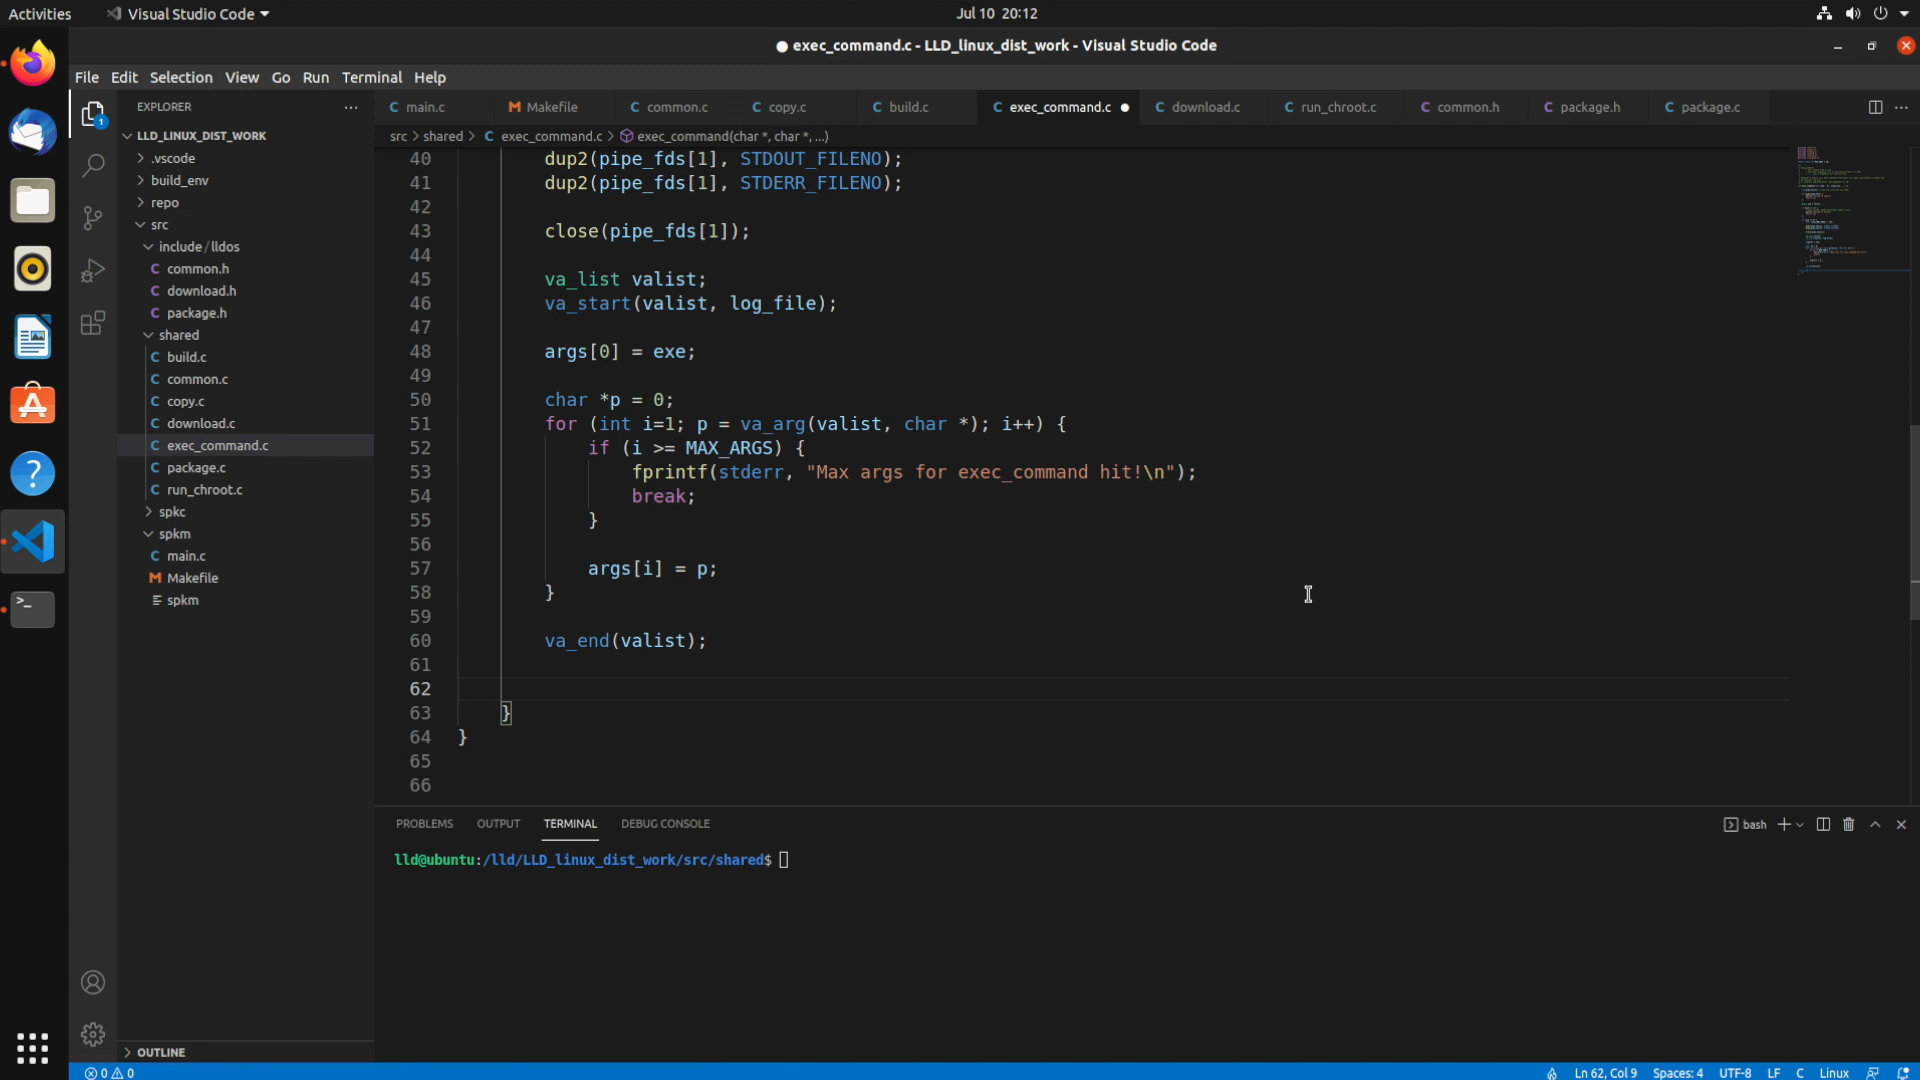 Activities
Visual Studio Code
Jul 10 20:12
exec_command.c - LLD_linux_dist_work - Visual Studio Code
File Edit Selection View Go Run Terminal Help
EXPLORER
main.c
Makefile
common.c
copy.c
build.c
exec_command.c
download.c
run_chroot.c
common.h
package.h
package.c
src > shared > C exec_command.c > exec_command(char *, char *, ...)
LLD_LINUX_DIST_WORK
.vscode
build_env
repo
src
include / lldos
common.h
download.h
package.h
shared
build.c
common.c
copy.c
download.c
exec_command.c
package.c
run_chroot.c
spkc
spkm
main.c
Makefile
spkm
OUTLINE
40 dup2(pipe_fds[1], STDOUT_FILENO);
41 dup2(pipe_fds[1], STDERR_FILENO);
42
43 close(pipe_fds[1]);
44
45 va_list valist;
46 va_start(valist, log_file);
47
48 args[0] = exe;
49
50 char *p = 0;
51 for (int i=1; p = va_arg(valist, char *); i++) {
52 if (i >= MAX_ARGS) {
53 fprintf(stderr, "Max args for exec_command hit!\n");
54 break;
55 }
56
57 args[i] = p;
58 }
59
60 va_end(valist);
61
62
63 }
64 }
65
66
PROBLEMS OUTPUT TERMINAL DEBUG CONSOLE
bash
lld@ubuntu:/lld/LLD_linux_dist_work/src/shared$
0 0
Ln 62, Col 9 Spaces: 4 UTF-8 LF C Linux